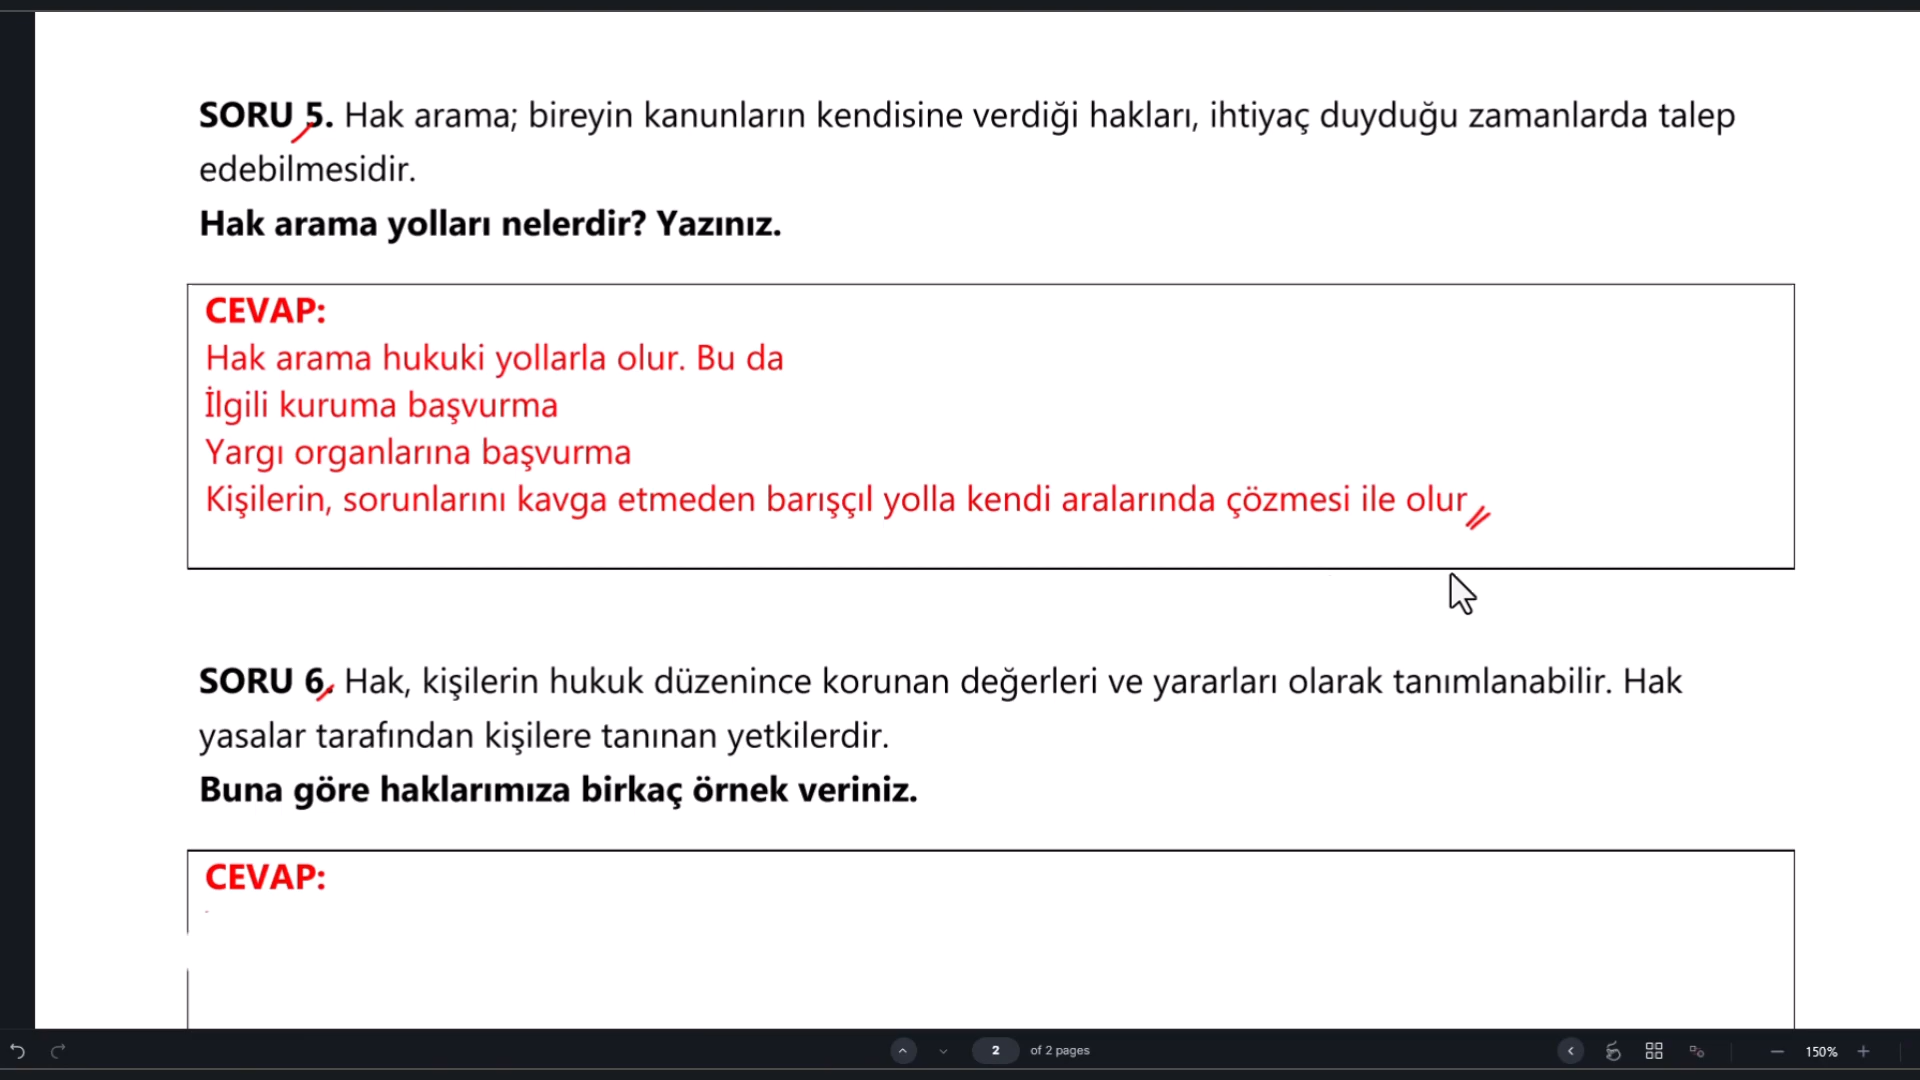 SORU 5. Hak arama; bireyin kanunların kendisine verdiği hakları, ihtiyaç duyduğu zamanlarda talep
edebilmesidir.
Hak arama yolları nelerdir? Yazınız.
CEVAP:
Hak arama hukuki yollarla olur. Bu da
İlgili kuruma başvurma
Yargı organlarına başvurma
Kişilerin, sorunlarını kavga etmeden barışçıl yolla kendi aralarında çözmesi ile olur
SORU 6. Hak, kişilerin hukuk düzenince korunan değerleri ve yararları olarak tanımlanabilir. Hak
yasalar tarafından kişilere tanınan yetkilerdir.
Buna göre haklarımıza birkaç örnek veriniz.
CEVAP:
2 of 2 pages
150%